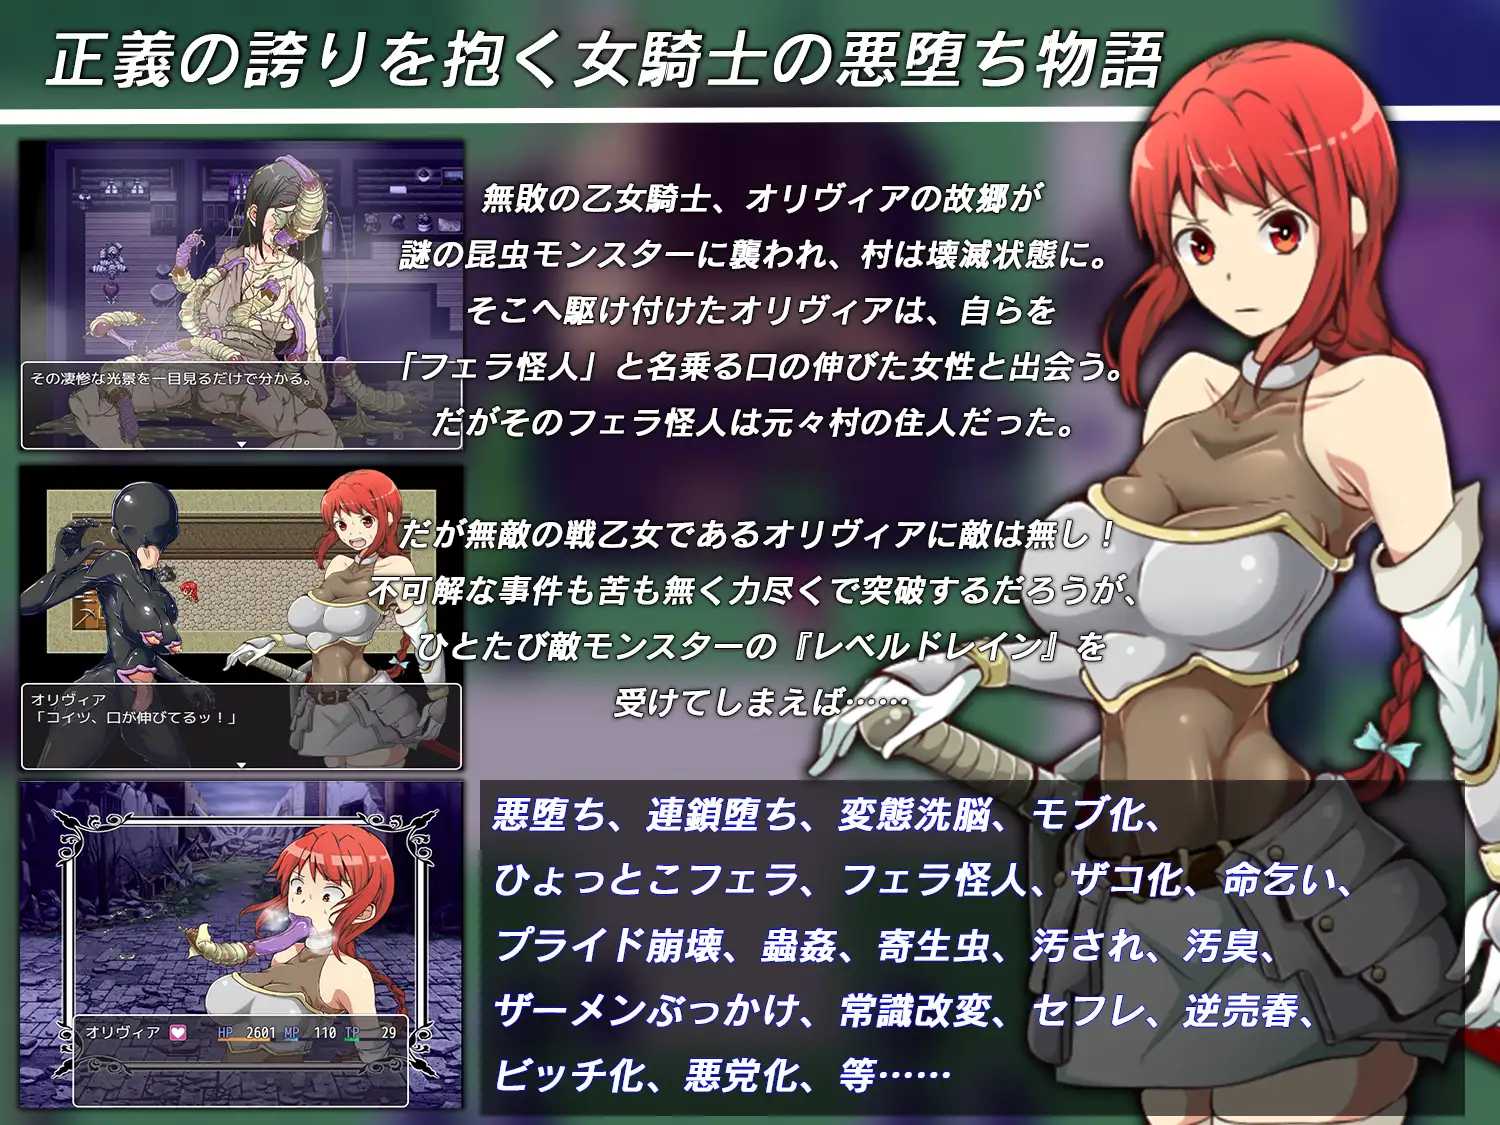 正義の誇りを抱く女騎士の悪堕ち物語
無敗の乙女騎士、オリヴィアの故郷が
謎の昆虫モンスターに襲われ、村は壊滅状態に。
そこへ駆け付けたオリヴィアは、自らを
「フェラ怪人」と名乗る口の伸びた女性と出会う。
だがそのフェラ怪人は元々村の住人だった。
だが無敵の戦乙女であるオリヴィアに敵は無し！
不可解な事件も苦も無く力尽くで突破するだろうが、
ひとたび敵モンスターの『レベルドレイン』を
受けてしまえば……
その凄惨な光景を一目見るだけで分かる。
オリヴィア
「コイツ、口が伸びてるッ！」
オリヴィア HP 2601 MP 110 TP 29
悪堕ち、連鎖堕ち、変態洗脳、モブ化、
ひょっとこフェラ、フェラ怪人、ザコ化、命乞い、
プライド崩壊、蟲姦、寄生虫、汚され、汚臭、
ザーメンぶっかけ、常識改変、セフレ、逆売春、
ビッチ化、悪党化、等……